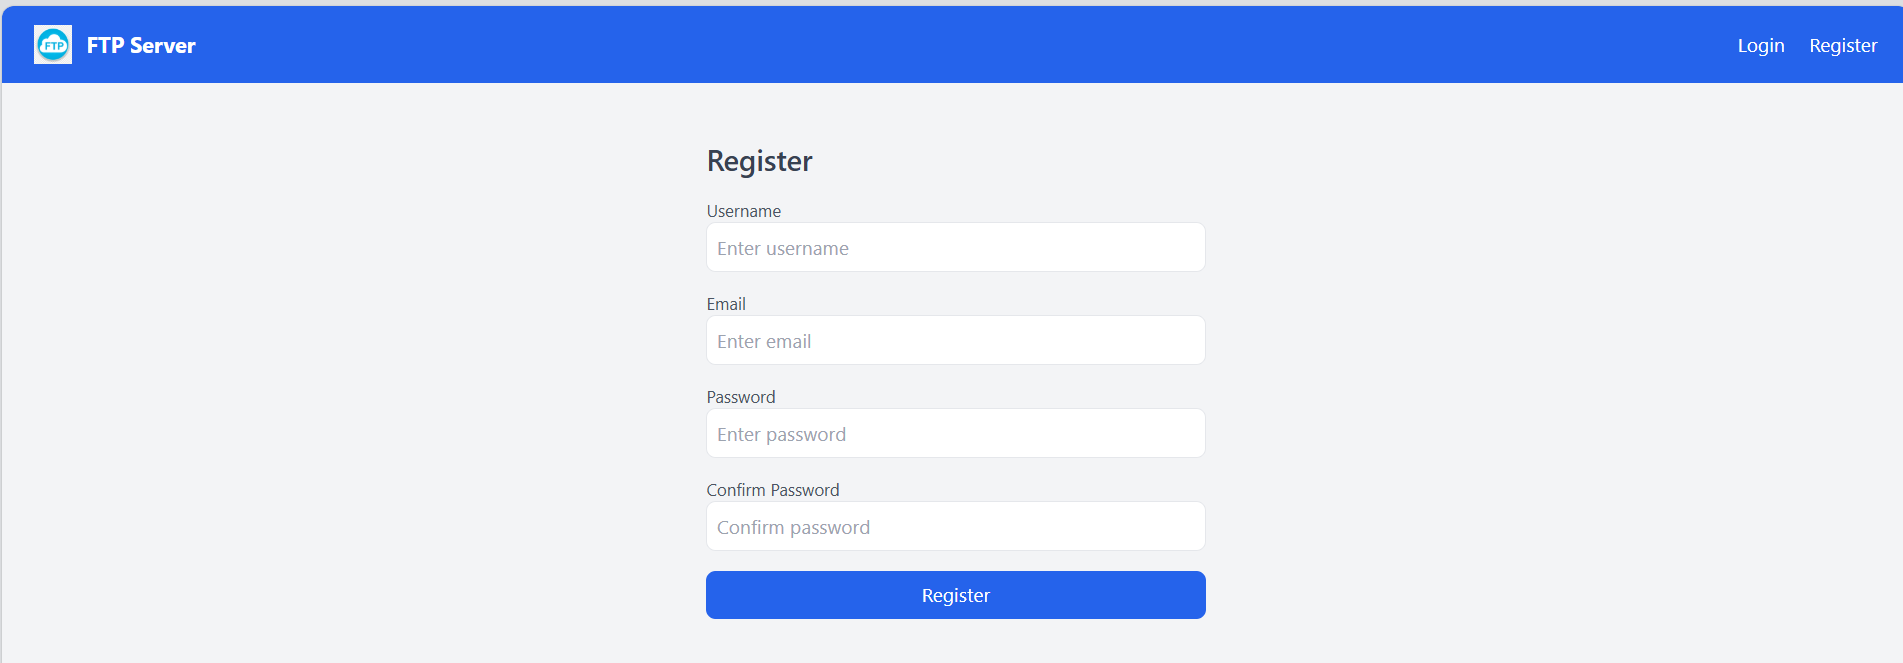 FTP
FTP Server
Login
Register
Register
Username
Enter username
Email
Enter email
Password
Enter password
Confirm Password
Confirm password
Register